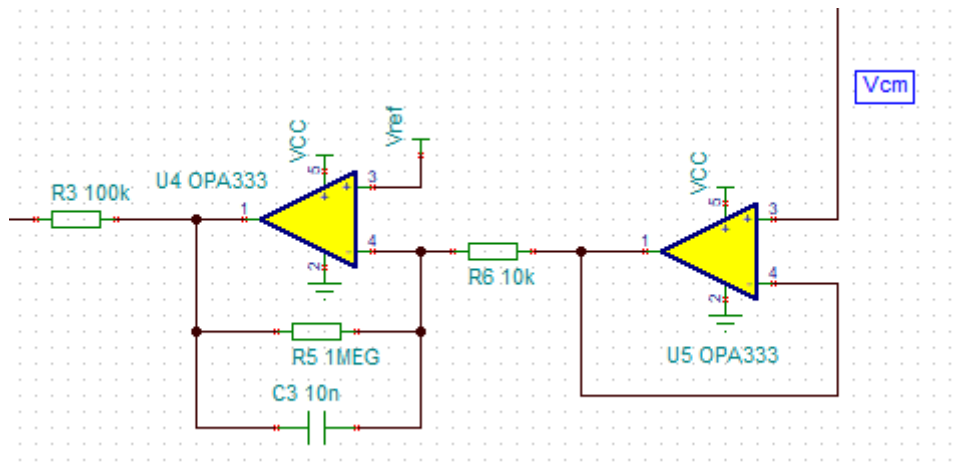 Vcm
VCC
Vref
U4 OPA333
R3 100k
5
3
1
+
+
4
-
2
R6 10k
VCC
5
3
1
+
+
4
-
2
R5 1MEG
U5 OPA333
C3 10n